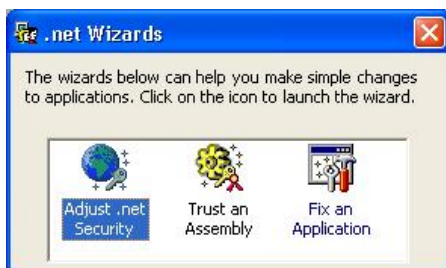 .net Wizards
The wizards below can help you make simple changes
to applications. Click on the icon to launch the wizard.
Adjust .net
Security
Trust an
Assembly
Fix an
Application